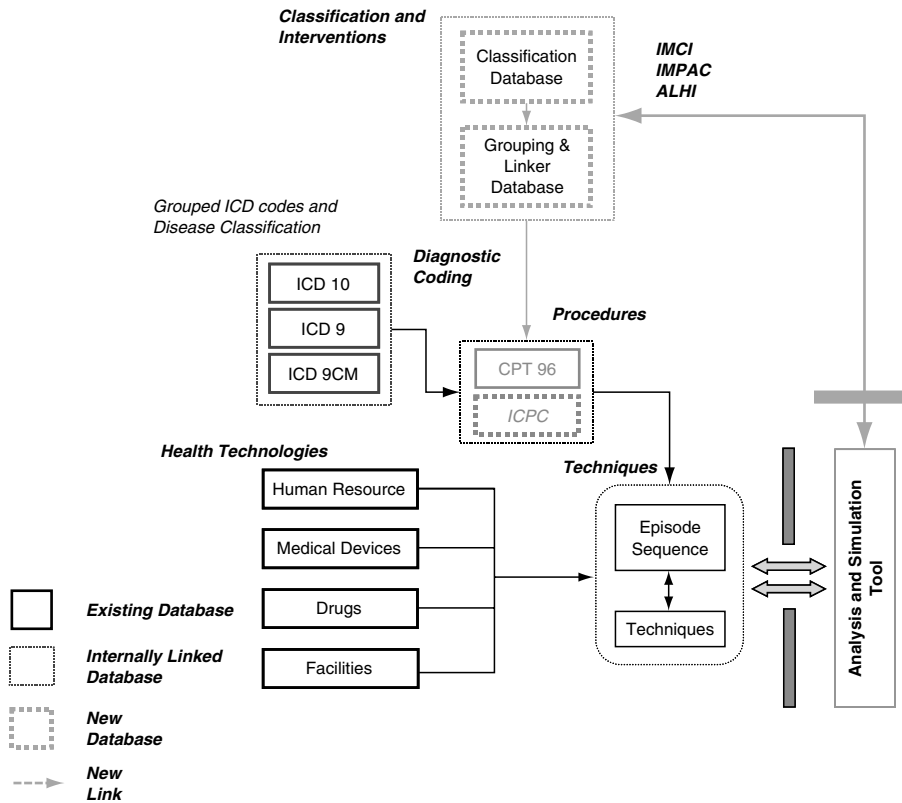 Classification and
Interventions
Classification
Database
Grouping &
Linker
Database
IMCI
IMPAC
ALHI
Grouped ICD codes and
Disease Classification
ICD 10
ICD 9
ICD 9CM
Diagnostic
Coding
Procedures
CPT 96
ICPC
Health Technologies
Human Resource
Medical Devices
Drugs
Facilities
Techniques
Episode
Sequence
Techniques
Analysis and Simulation
Tool
Existing Database
Internally Linked
Database
New
Database
New
Link